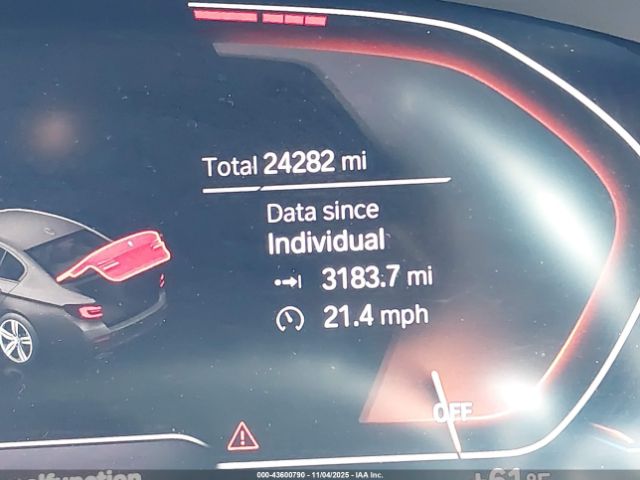 Total 24282 mi
Data since
Individual
3183.7 mi
21.4 mph
OFF
+61°F
000-43600790 - 11/04/2025 - IAA Inc.